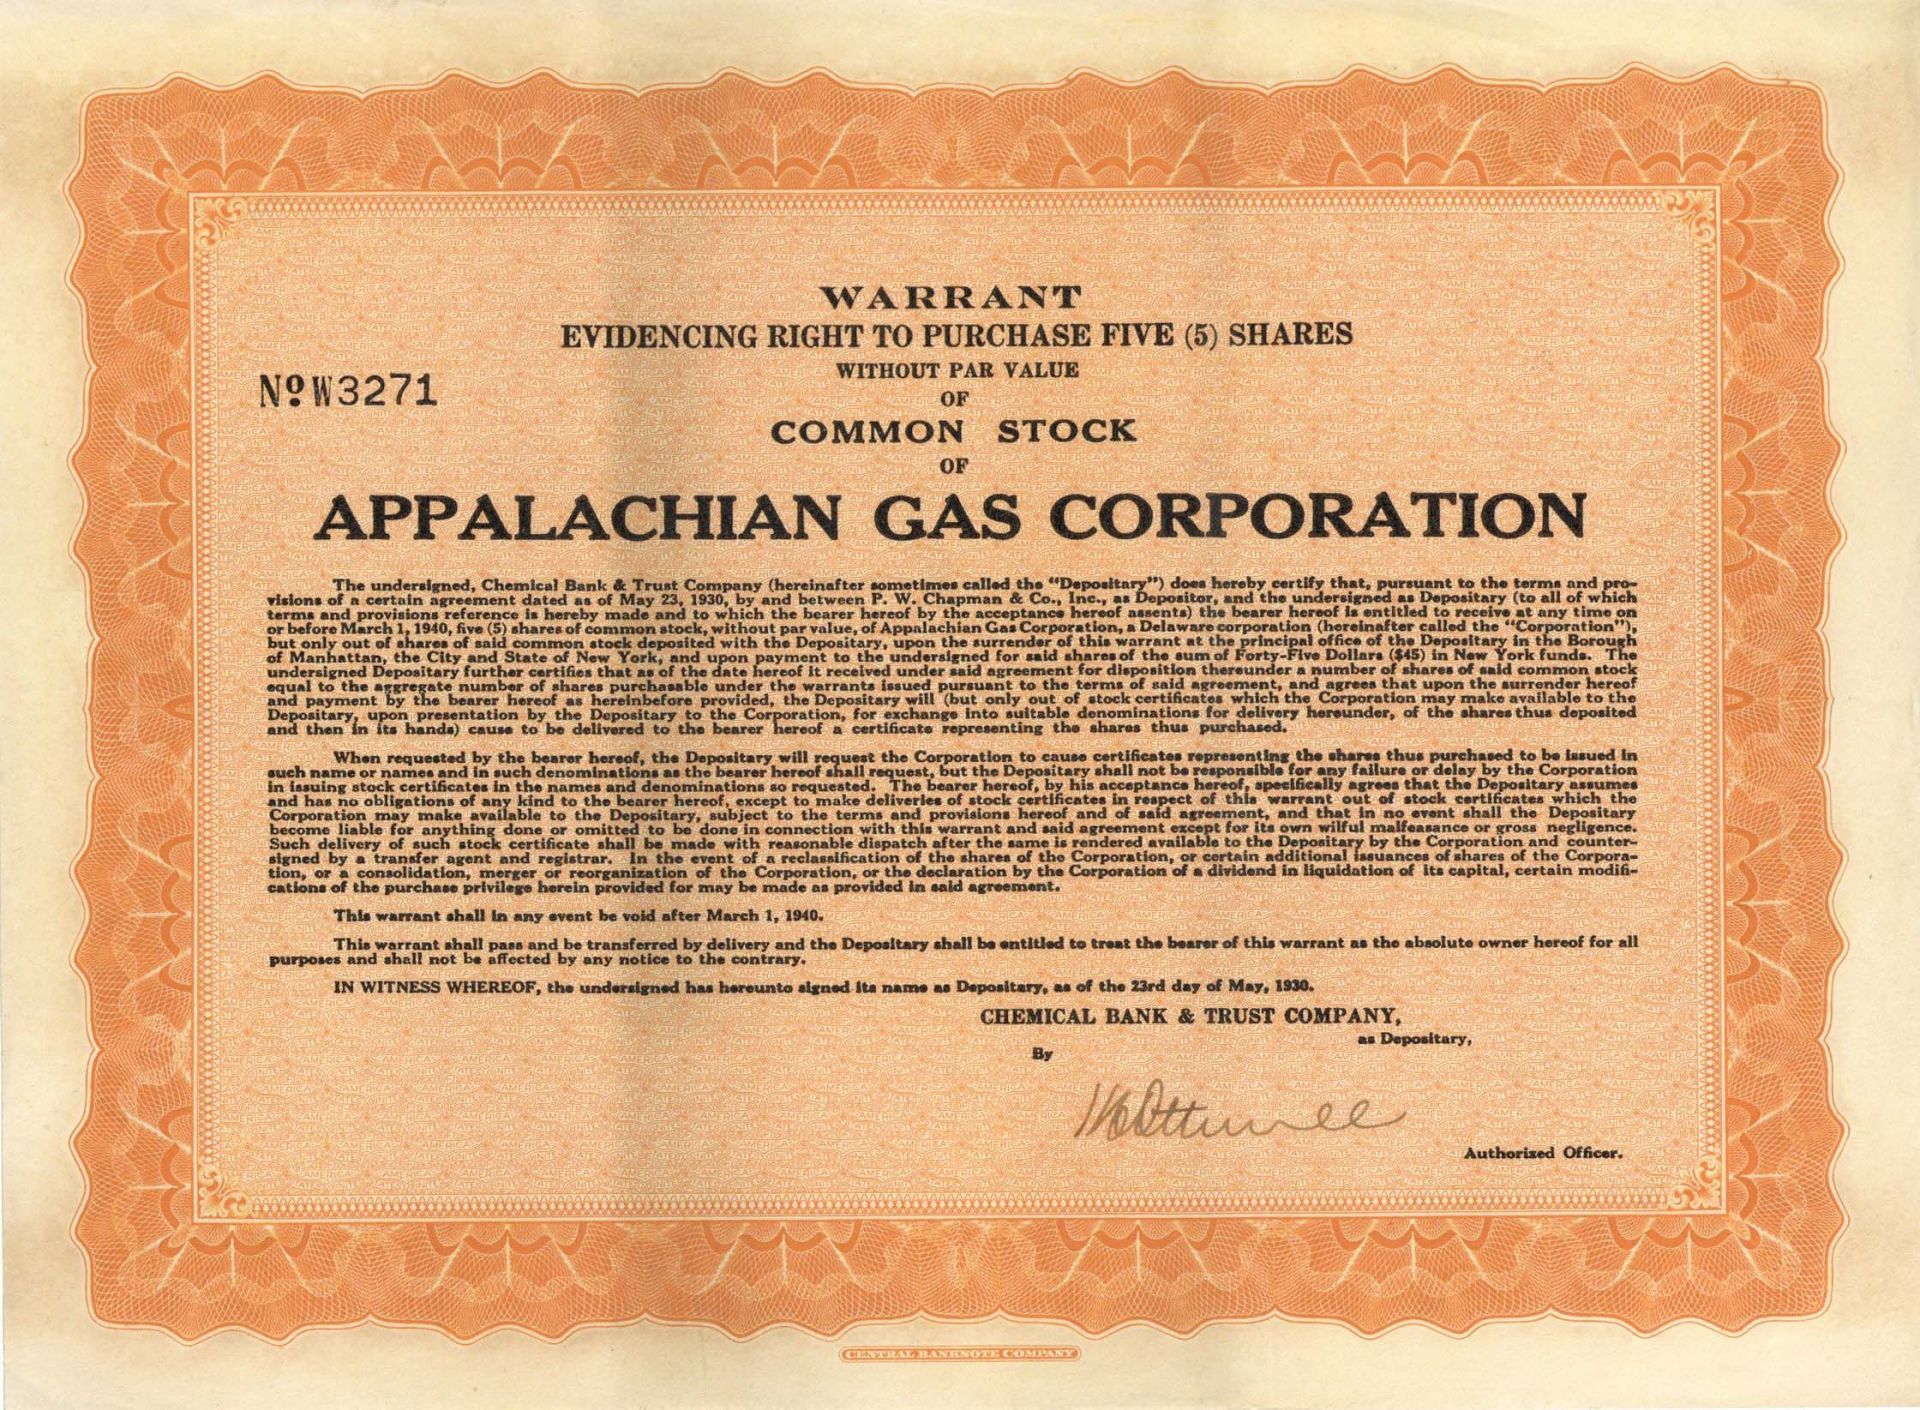 WARRANT
EVIDENCING RIGHT TO PURCHASE FIVE (5) SHARES
WITHOUT PAR VALUE
No W3271
OF
COMMON STOCK
OF
APPALACHIAN GAS CORPORATION
The undersigned, Chemical Bank & Trust Company (hereinafter sometimes called the "Depositary") does hereby certify that, pursuant to the terms and pro-
visions of a certain agreement dated as of May 23, 1930, by and between P. W. Chapman & Co., Inc., as Depositor, and the undersigned as Depositary (to all of which
terms and provisions reference is hereby made and to which the bearer hereof by the acceptance hereof assents) the bearer hereof is entitled to receive at any time on
or before March 1, 1940, five (5) shares of common stock, without par value, of Appalachian Gas Corporation, a Delaware corporation (hereinafter called the "Corporation"),
but only out of shares of said common stock deposited with the Depositary, upon the surrender of this warrant at the principal office of the Depositary in the Borough
of Manhattan, the City and State of New York, and upon payment to the undersigned for said shares of the sum of Forty-Five Dollars ($45) in New York funds. The
undersigned Depositary further certifies that as of the date hereof it received under said agreement for disposition thereunder a number of shares of said common stock
equal to the aggregate number of shares purchasable under the warrants issued pursuant to the terms of said agreement, and agrees that upon the surrender hereof
and payment by the bearer hereof as hereinbefore provided, the Depositary will (but only out of stock certificates which the Corporation may make available to the
Depositary, upon presentation by the Depositary to the Corporation, for exchange into suitable denominations for delivery hereunder, of the shares thus deposited
and then in its hands) cause to be delivered to the bearer hereof a certificate representing the shares thus purchased.
When requested by the bearer hereof, the Depositary will request the Corporation to cause certificates representing the shares thus purchased to be issued in
such name or names and in such denominations as the bearer hereof shall request, but the Depositary shall not be responsible for any failure or delay by the Corporation
in issuing stock certificates in the names and denominations so requested. The bearer hereof, by his acceptance hereof, specifically agrees that the Depositary assumes
and has no obligations of any kind to the bearer hereof, except to make deliveries of stock certificates in respect of this warrant out of stock certificates which the
Corporation may make available to the Depositary, subject to the terms and provisions hereof and of said agreement, and that in no event shall the Depositary
become liable for anything done or omitted to be done in connection with this warrant and said agreement except for its own wilful malfeasance or gross negligence.
Such delivery of such stock certificate shall be made with reasonable dispatch after the same is rendered available to the Depositary by the Corporation and counter-
signed by a transfer agent and registrar. In the event of a reclassification of the shares of the Corporation, or certain additional issuances of shares of the Corpora-
tion, or a consolidation, merger or reorganization of the Corporation, or the declaration by the Corporation of a dividend in liquidation of its capital, certain modifi-
cations of the purchase privilege herein provided for may be made as provided in said agreement.
This warrant shall in any event be void after March 1, 1940.
This warrant shall pass and be transferred by delivery and the Depositary shall be entitled to treat the bearer of this warrant as the absolute owner hereof for all
purposes and shall not be affected by any notice to the contrary.
IN WITNESS WHEREOF, the undersigned has hereunto signed its name as Depositary, as of the 23rd day of May, 1930.
CHEMICAL BANK & TRUST COMPANY,
as Depositary,
By
Authorized Officer.
CENTRAL BANKNOTE COMPANY